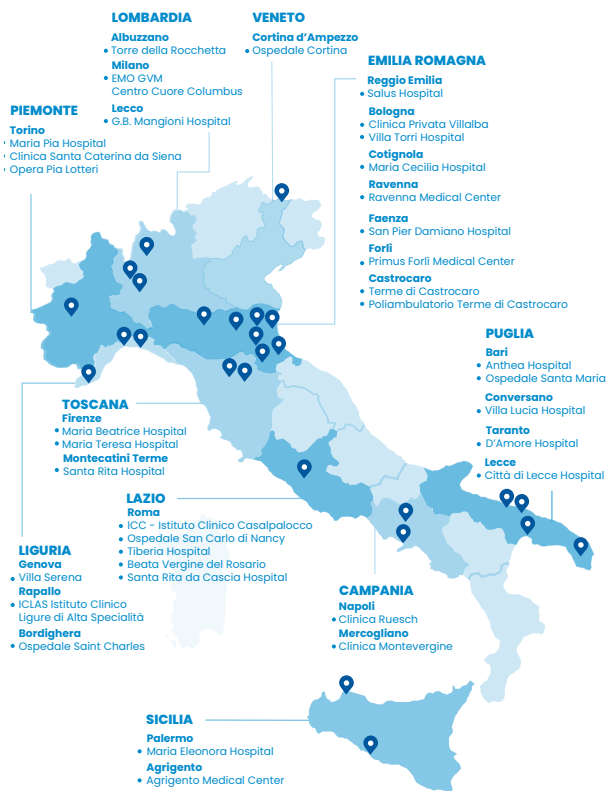 LOMBARDIA
Albuzzano
• Torre della Rocchetta
Milano
• EMO GVM
Centro Cuore Columbus
Lecco
• G.B. Mangioni Hospital
VENETO
Cortina d'Ampezzo
• Ospedale Cortina
EMILIA ROMAGNA
Reggio Emilia
• Salus Hospital
Bologna
• Clinica Privata Villalba
• Villa Torri Hospital
Cotignola
• Maria Cecilia Hospital
Ravenna
• Ravenna Medical Center
Faenza
• San Pier Damiano Hospital
Forlì
• Primus Forlì Medical Center
Castrocaro
• Terme di Castrocaro
• Poliambulatorio Terme di Castrocaro
PIEMONTE
Torino
• Maria Pia Hospital
• Clinica Santa Caterina da Siena
• Opera Pia Lotteri
PUGLIA
Bari
• Anthea Hospital
• Ospedale Santa Maria
Conversano
• Villa Lucia Hospital
Taranto
• D'Amore Hospital
Lecce
• Città di Lecce Hospital
TOSCANA
Firenze
• Maria Beatrice Hospital
• Maria Teresa Hospital
Montecatini Terme
• Santa Rita Hospital
LAZIO
Roma
• ICC - Istituto Clinico Casalpalocco
• Ospedale San Carlo di Nancy
• Tiberia Hospital
• Beata Vergine del Rosario
• Santa Rita da Cascia Hospital
LIGURIA
Genova
• Villa Serena
Rapallo
• ICLAS Istituto Clinico
Ligure di Alta Specialità
Bordighera
• Ospedale Saint Charles
CAMPANIA
Napoli
• Clinica Ruesch
Mercogliano
• Clinica Montevergine
SICILIA
Palermo
• Maria Eleonora Hospital
Agrigento
• Agrigento Medical Center